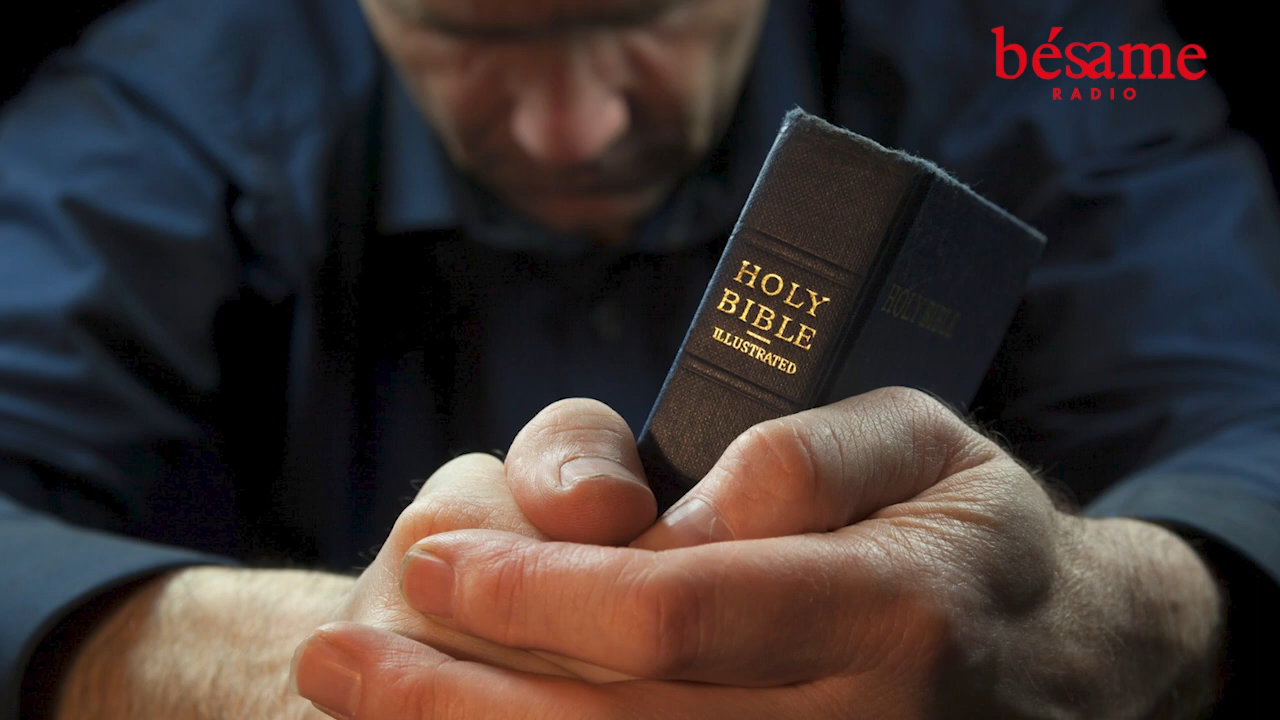 bésame
RADIO
HOLY
BIBLE
ILLUSTRATED
HOLY BIBLE